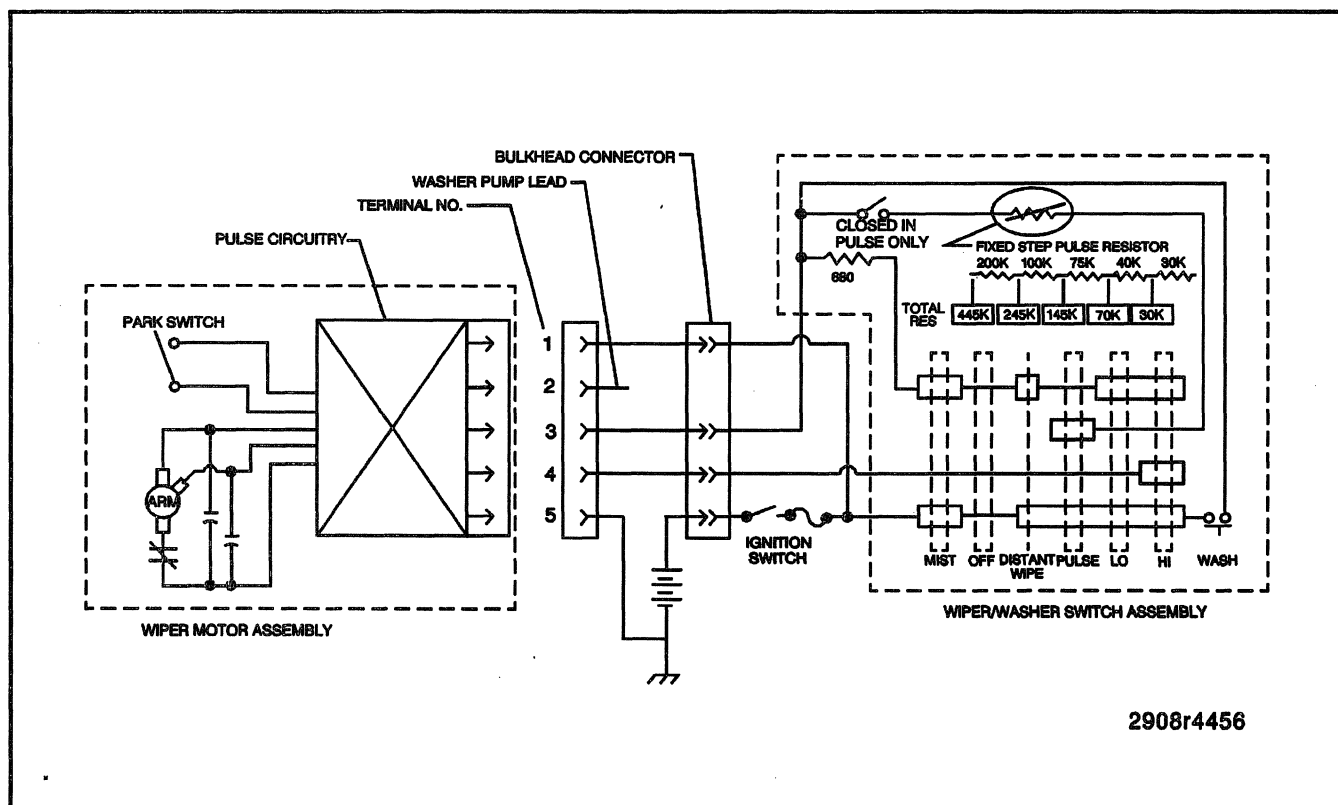 BULKHEAD CONNECTOR
WASHER PUMP LEAD
TERMINAL NO.
PULSE CIRCUITRY
PARK SWITCH
ARM
WIPER MOTOR ASSEMBLY
1
2
3
4
5
IGNITION
SWITCH
CLOSED IN
PULSE ONLY
680
FIXED STEP PULSE RESISTOR
200K 100K 75K 40K 30K
TOTAL
RES
445K 245K 145K 70K 30K
MIST OFF DISTANT PULSE LO HI WASH
WIPE
WIPER/WASHER SWITCH ASSEMBLY
2908r4456